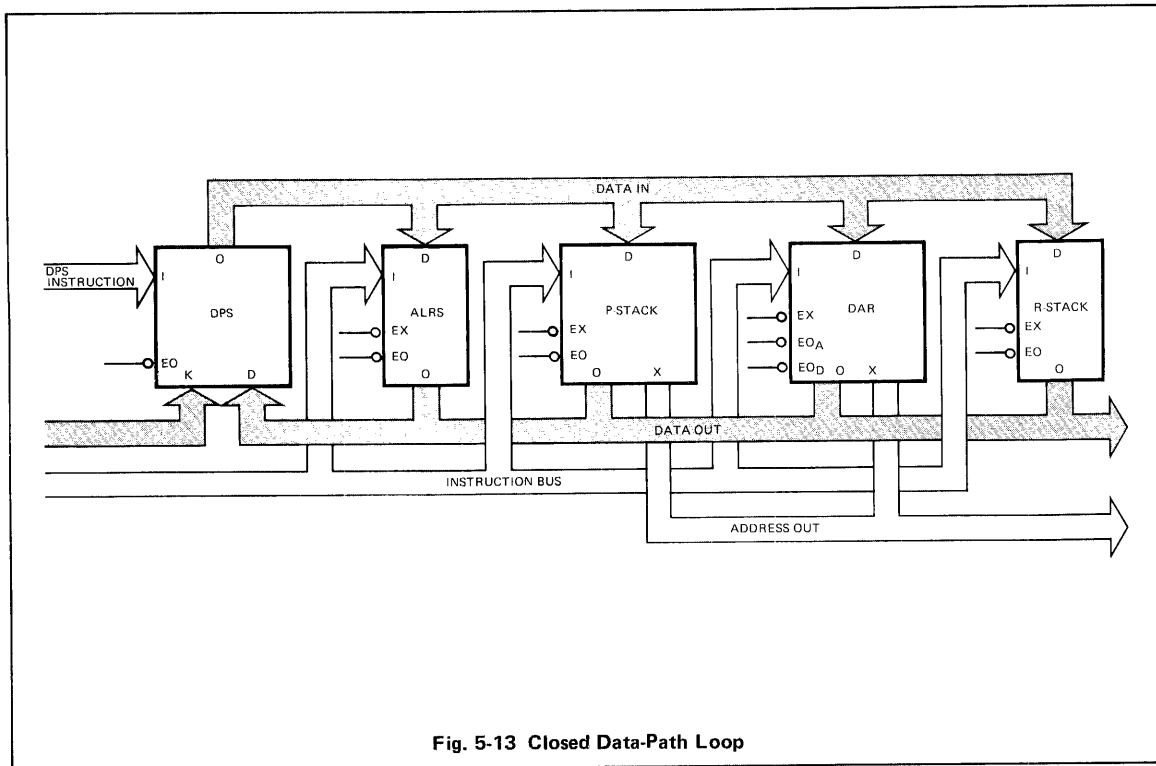 DATA IN
O
D
D
D
D
DPS
INSTRUCTION
I
I
I
I
I
DPS
ALRS
P-STACK
DAR
R-STACK
EX
EX
EX
EX
EO
EO
EO
EOA
EO
EOD
K
D
O
O
X
O
X
O
DATA OUT
INSTRUCTION BUS
ADDRESS OUT
Fig. 5-13 Closed Data-Path Loop